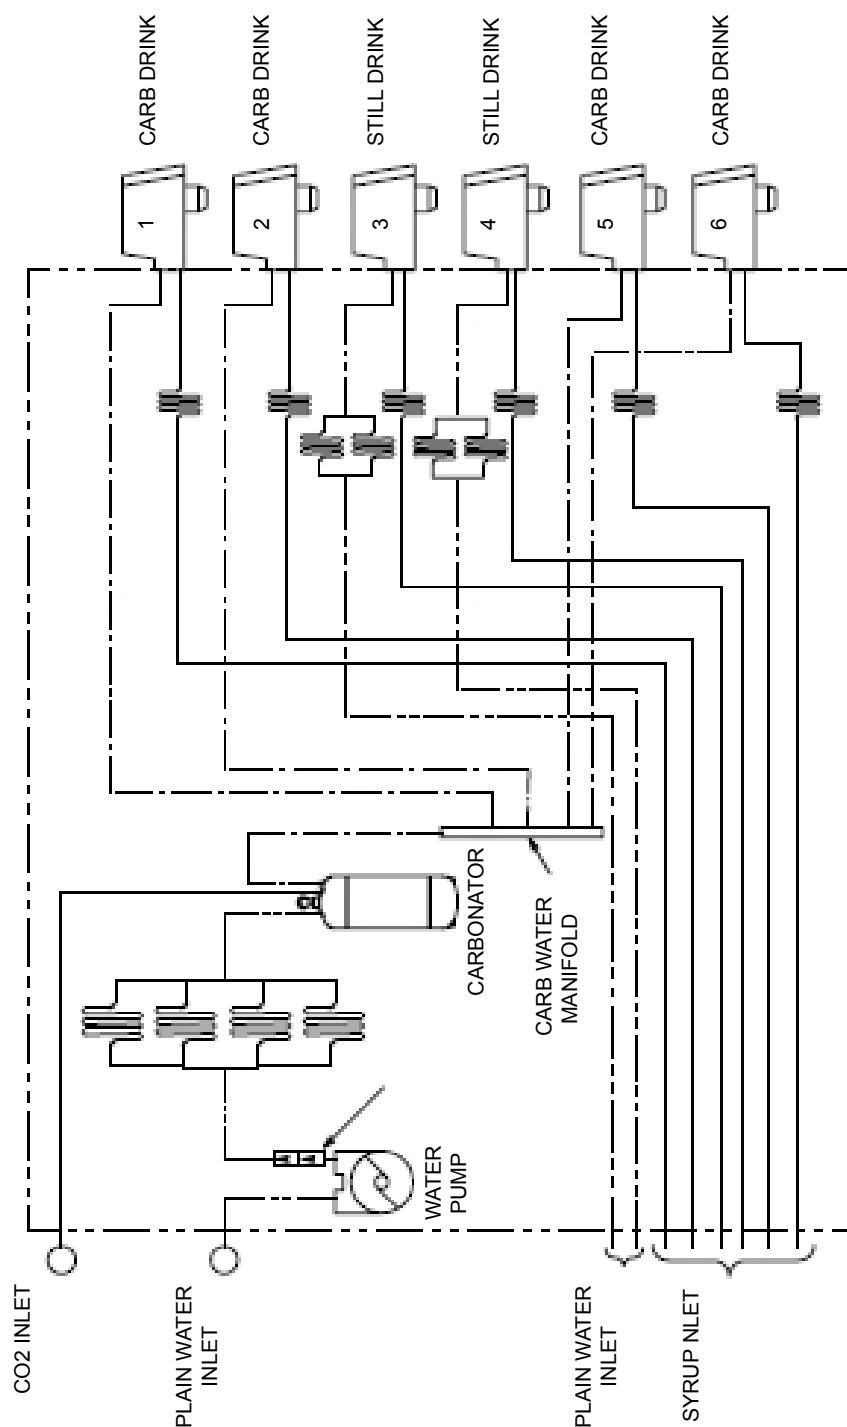 CARB DRINK
CARB DRINK
STILL DRINK
STILL DRINK
CARB DRINK
CARB DRINK
1
2
3
4
5
6
CARBONATOR
CARB WATER
MANIFOLD
WATER
PUMP
CO2 INLET
PLAIN WATER
INLET
PLAIN WATER
INLET
SYRUP NLET